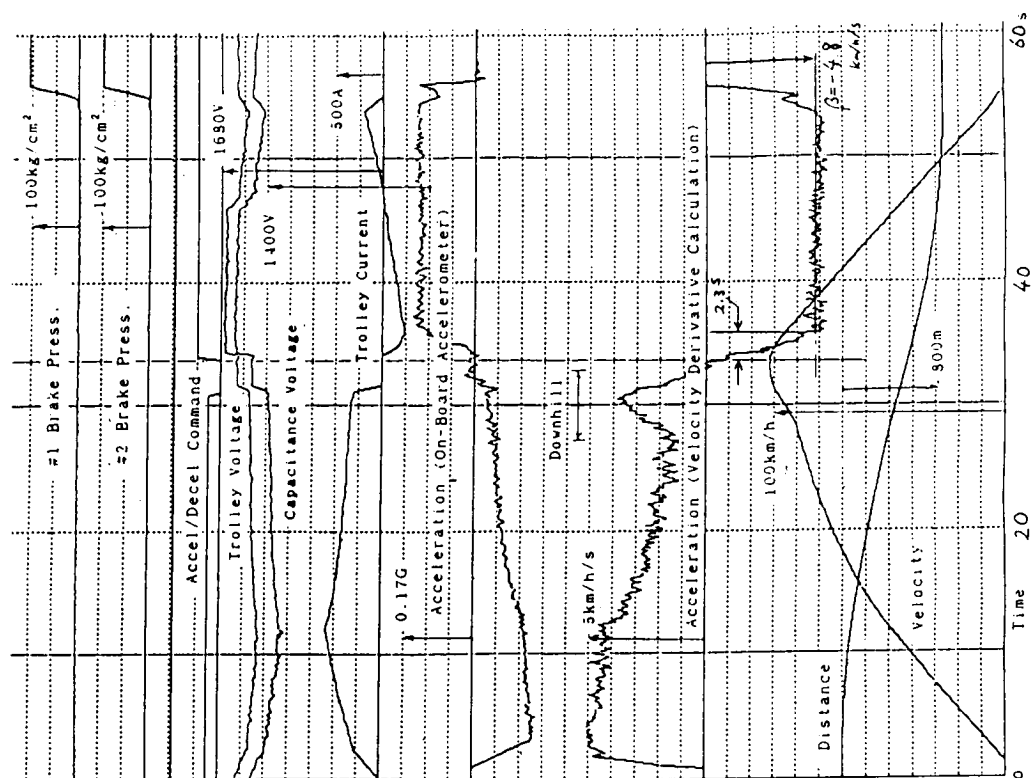 #1 Brake Press.
100kg/cm²
#2 Brake Press.
100kg/cm²
Accel/Decel Command
Trolley Voltage
1680V
Capacitance Voltage
1400V
Trolley Current
500A
0.17G
Acceleration (On-Board Accelerometer)
Downhill
5km/h/s
Acceleration (Velocity Derivative Calculation)
2.3s
β=-4.8
km/h/s
100km/h
800m
Distance
Velocity
0
Time
20
40
60s